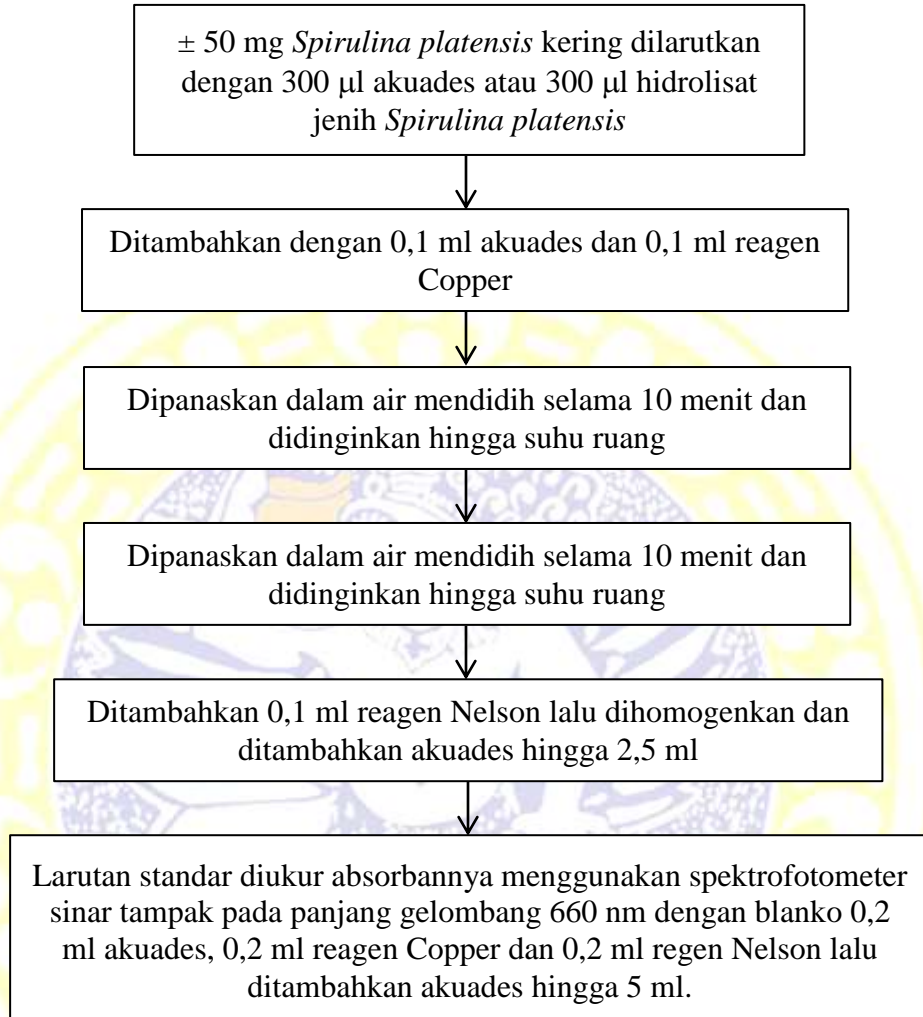 ± 50 mg Spirulina platensis kering dilarutkan
dengan 300 µl akuades atau 300 µl hidrolisat
jenih Spirulina platensis
Ditambahkan dengan 0,1 ml akuades dan 0,1 ml reagen
Copper
Dipanaskan dalam air mendidih selama 10 menit dan
didinginkan hingga suhu ruang
Dipanaskan dalam air mendidih selama 10 menit dan
didinginkan hingga suhu ruang
Ditambahkan 0,1 ml reagen Nelson lalu dihomogenkan dan
ditambahkan akuades hingga 2,5 ml
Larutan standar diukur absorbannya menggunakan spektrofotometer
sinar tampak pada panjang gelombang 660 nm dengan blanko 0,2
ml akuades, 0,2 ml reagen Copper dan 0,2 ml regen Nelson lalu
ditambahkan akuades hingga 5 ml.